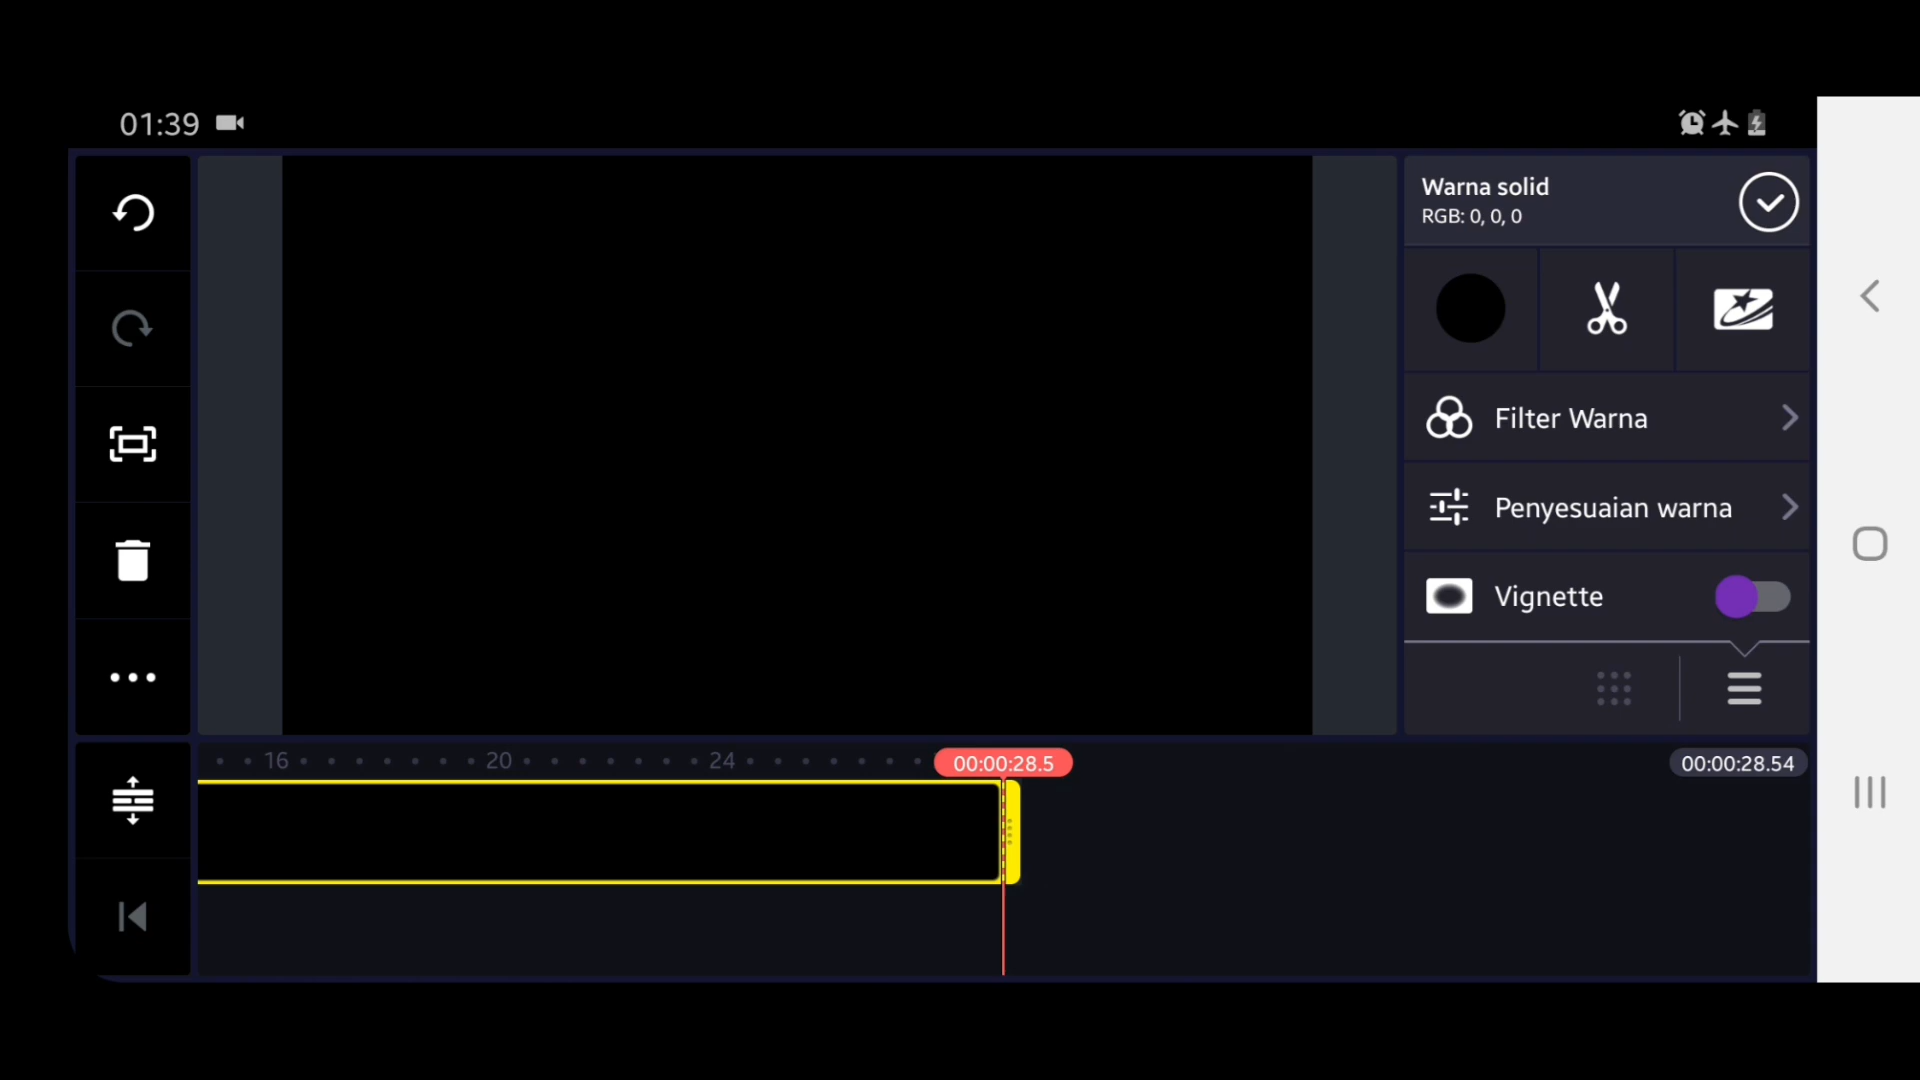 01:39
Warna solid
RGB: 0, 0, 0
Filter Warna
Penyesuaian warna
Vignette
16 20 24 00:00:28.5 00:00:28.54